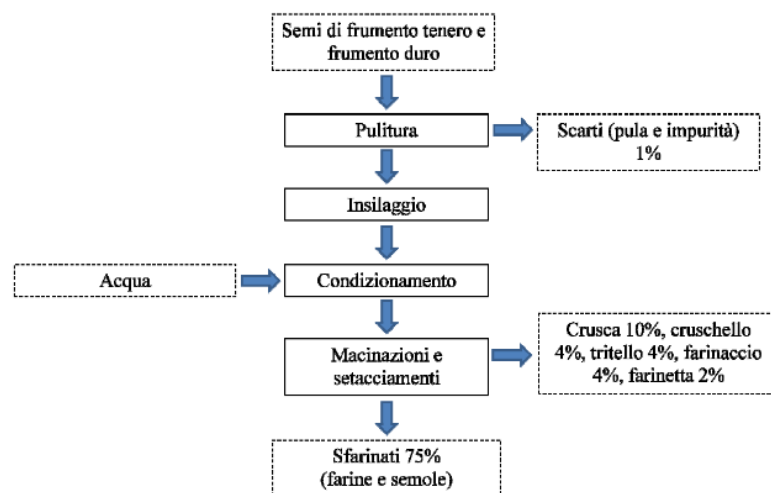 Semi di frumento tenero e
frumento duro
Pulitura
Scarti (pula e impurità)
1%
Insilaggio
Acqua
Condizionamento
Macinazioni e
setacciamenti
Crusca 10%, cruschello
4%, tritello 4%, farinaccio
4%, farinetta 2%
Sfarinati 75%
(farine e semole)